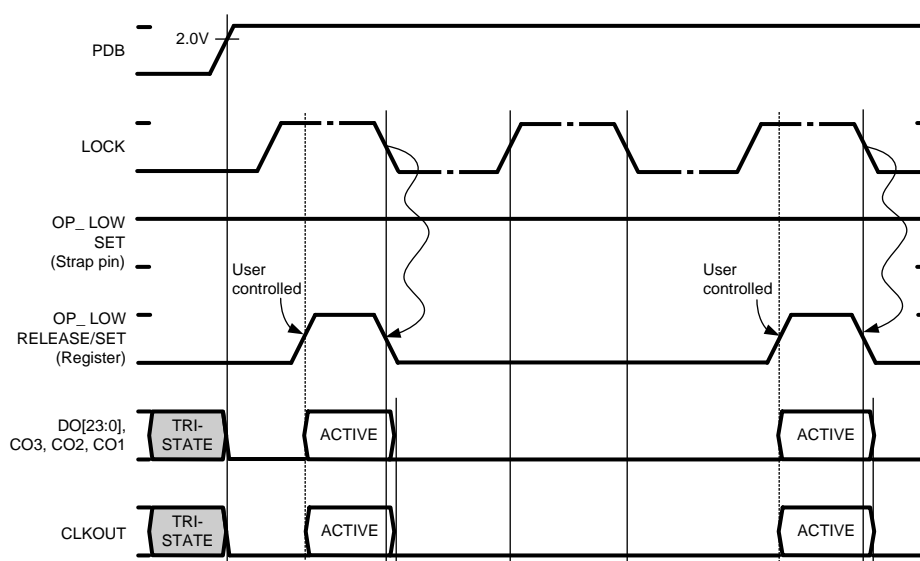 PDB
2.0V
LOCK
OP_ LOW
SET
(Strap pin)
User
controlled
User
controlled
OP_ LOW
RELEASE/SET
(Register)
DO[23:0],
CO3, CO2, CO1
TRI-
STATE
ACTIVE
ACTIVE
CLKOUT
TRI-
STATE
ACTIVE
ACTIVE